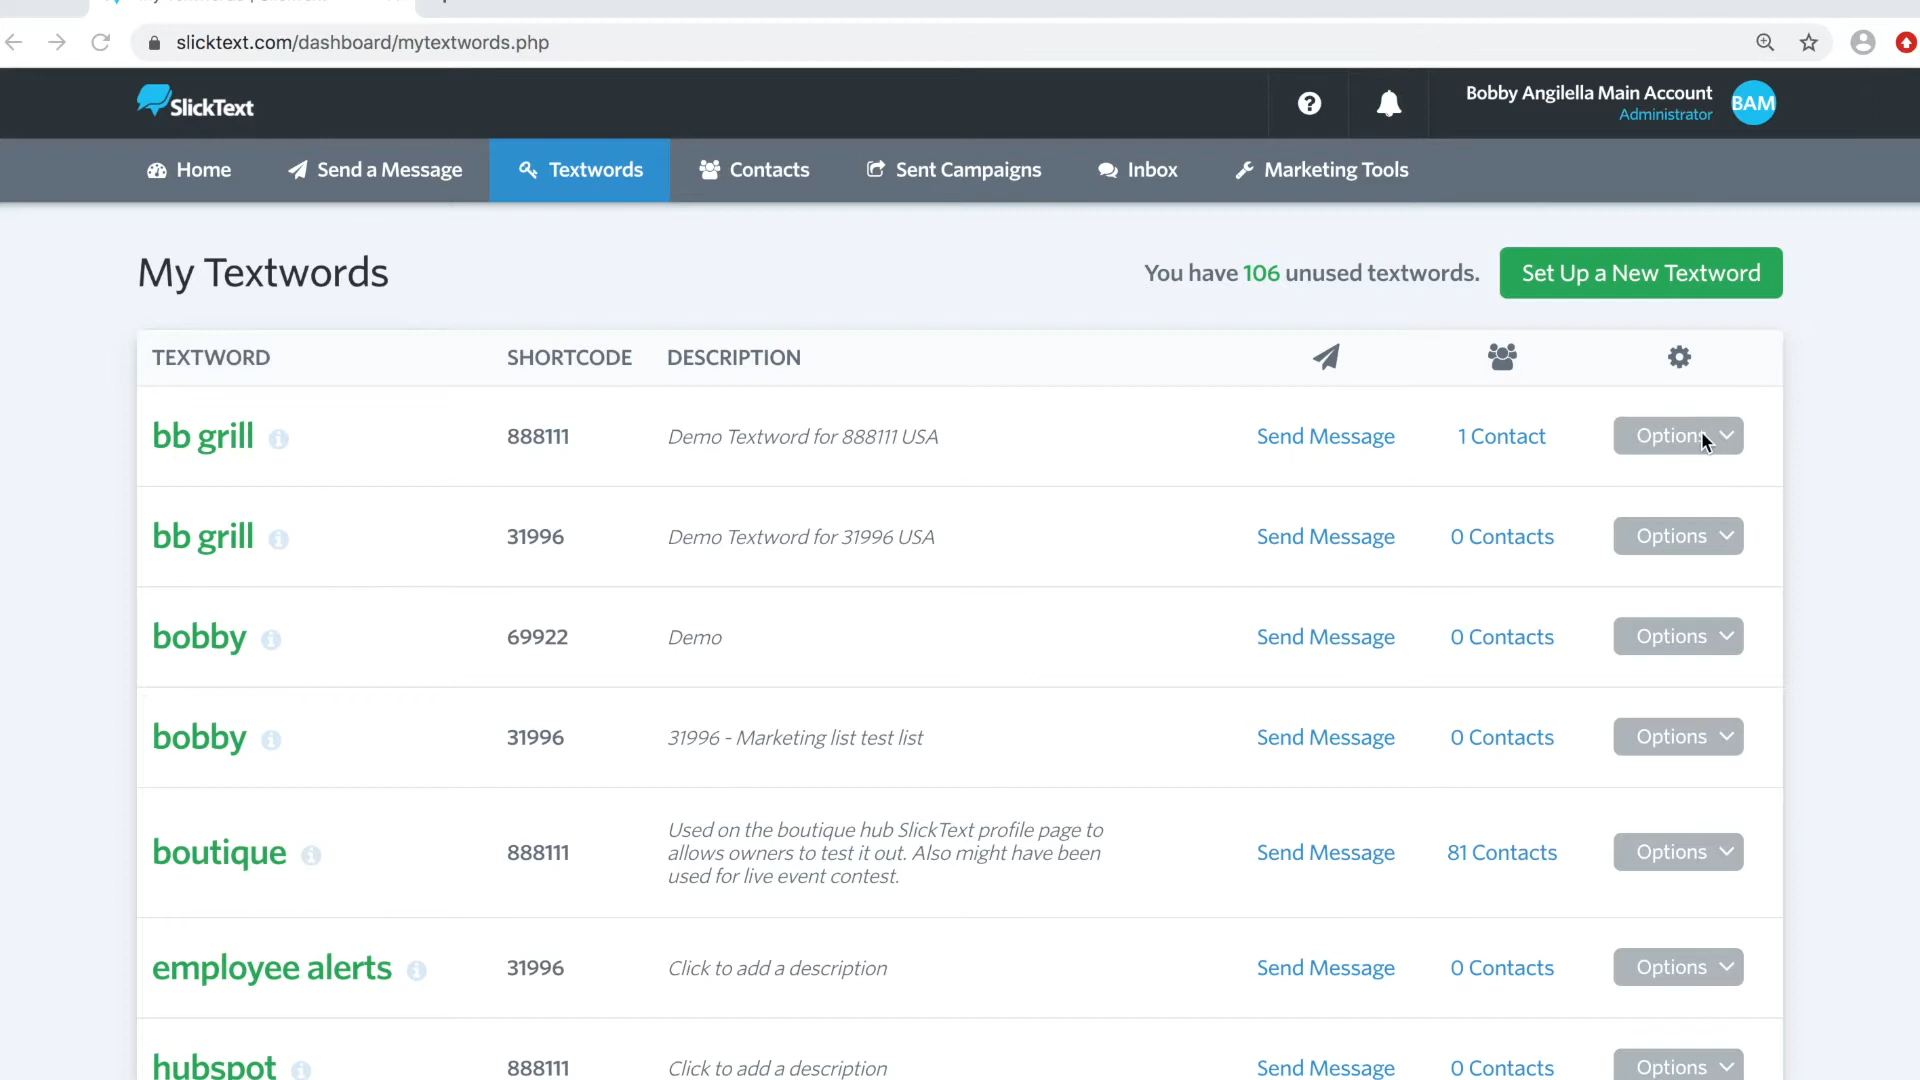 slicktext.com/dashboard/mytextwords.php
SlickText
Bobby Angilella Main Account
Administrator
BAM
Home
Send a Message
Textwords
Contacts
Sent Campaigns
Inbox
Marketing Tools
My Textwords
You have 106 unused textwords.
Set Up a New Textword
TEXTWORD SHORTCODE DESCRIPTION
bb grill 888111 Demo Textword for 888111 USA Send Message 1 Contact Options
bb grill 31996 Demo Textword for 31996 USA Send Message 0 Contacts Options
bobby 69922 Demo Send Message 0 Contacts Options
bobby 31996 31996 - Marketing list test list Send Message 0 Contacts Options
Used on the boutique hub SlickText profile page to
boutique 888111 allows owners to test it out. Also might have been Send Message 81 Contacts Options
used for live event contest.
employee alerts 31996 Click to add a description Send Message 0 Contacts Options
hubspot 888111 Click to add a description Send Message 0 Contacts Options